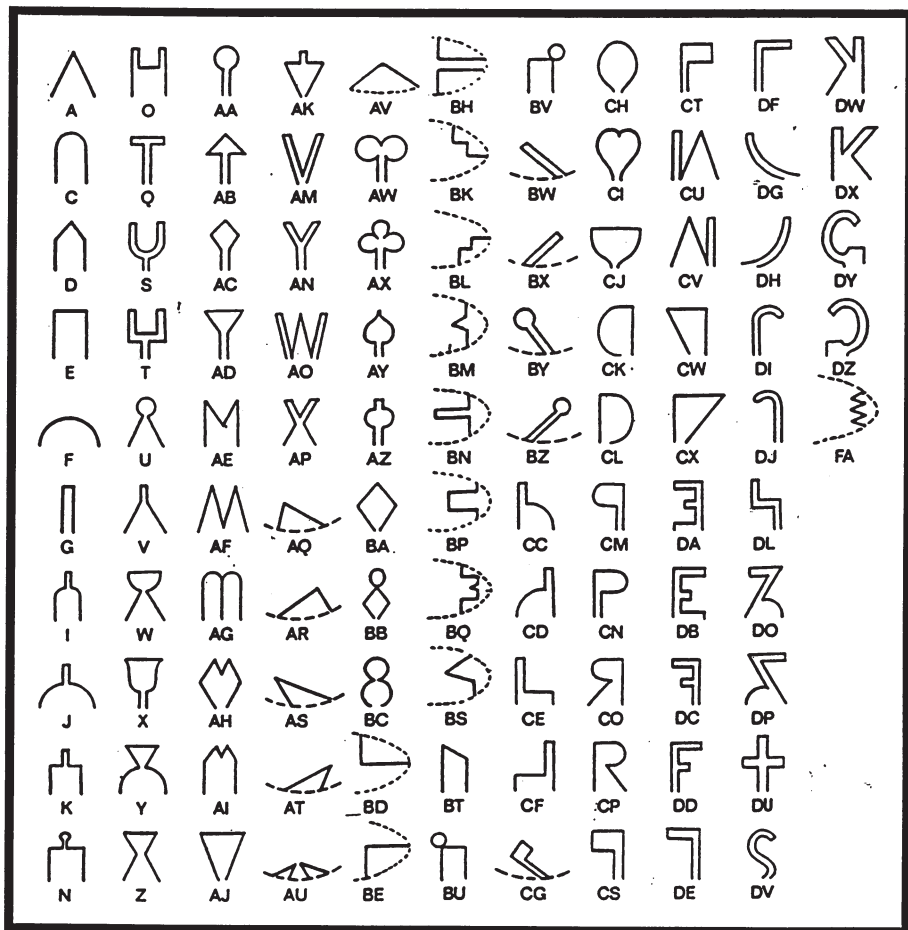 A O AA AK AV BH BV CH CT DF DW
C Q AB AM AW BK BW CI CU DG DX
D S AC AN AX BL BX CJ CV DH DY
E T AD AO AY BM BY CK CW DI DZ
F U AE AP AZ BN BZ CL CX DJ FA
G V AF AQ BA BP CC CM DA DL
I W AG AR BB BQ CD CN DB DO
J X AH AS BC BS CE CO DC DP
K Y AI AT BD BT CF CP DD DU
N Z AJ AU BE BU CG CS DE DV